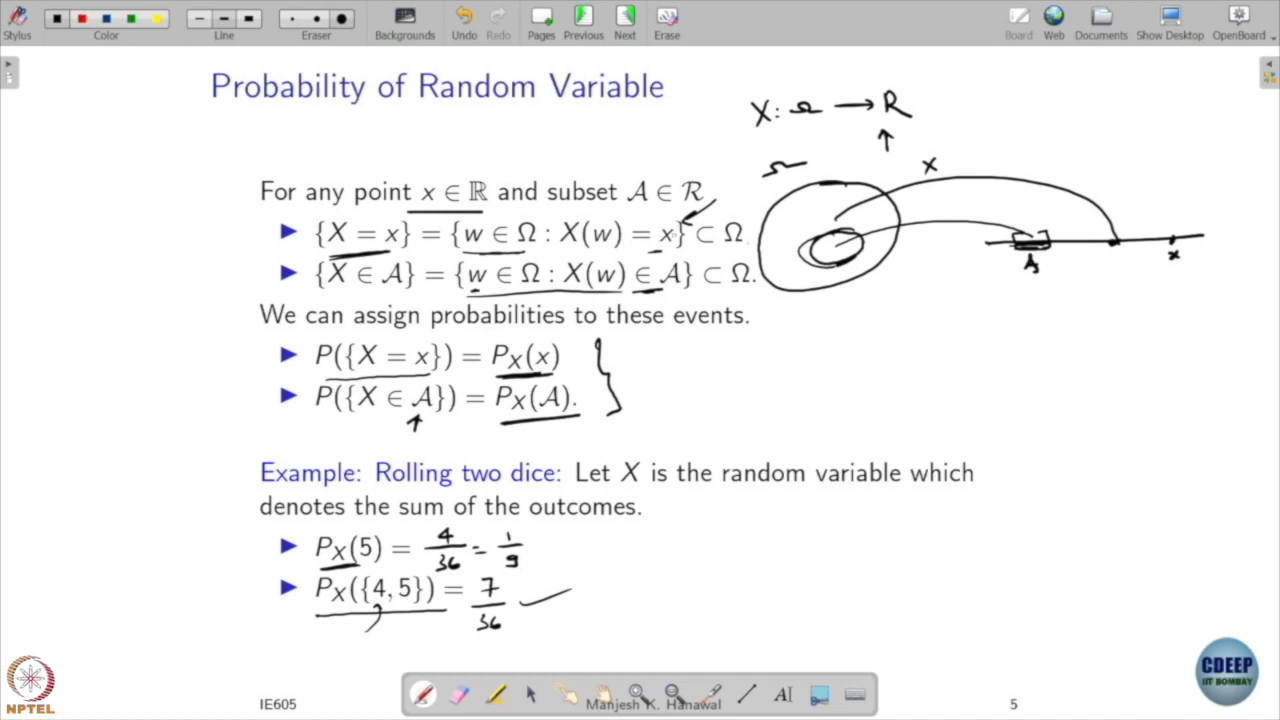 Stylus Color Line Eraser Backgrounds Undo Redo Pages Previous Next Erase Board Web Documents Show Desktop OpenBoard
Probability of Random Variable
X: Ω → R
Ω
X
For any point x ∈ ℝ and subset 𝒜 ∈ ℛ
▶ {X = x} = {w ∈ Ω : X(w) = x} ⊂ Ω
▶ {X ∈ 𝒜} = {w ∈ Ω : X(w) ∈ 𝒜} ⊂ Ω.
x
We can assign probabilities to these events.
▶ P({X = x}) = P_X(x)
▶ P({X ∈ 𝒜}) = P_X(𝒜).
Example: Rolling two dice: Let X is the random variable which
denotes the sum of the outcomes.
▶ P_X(5) = 4/36 = 1/9
▶ P_X({4, 5}) = 7/36
NPTEL
IE605
Manjesh K. Hanawal
5
CDEEP
IIT BOMBAY